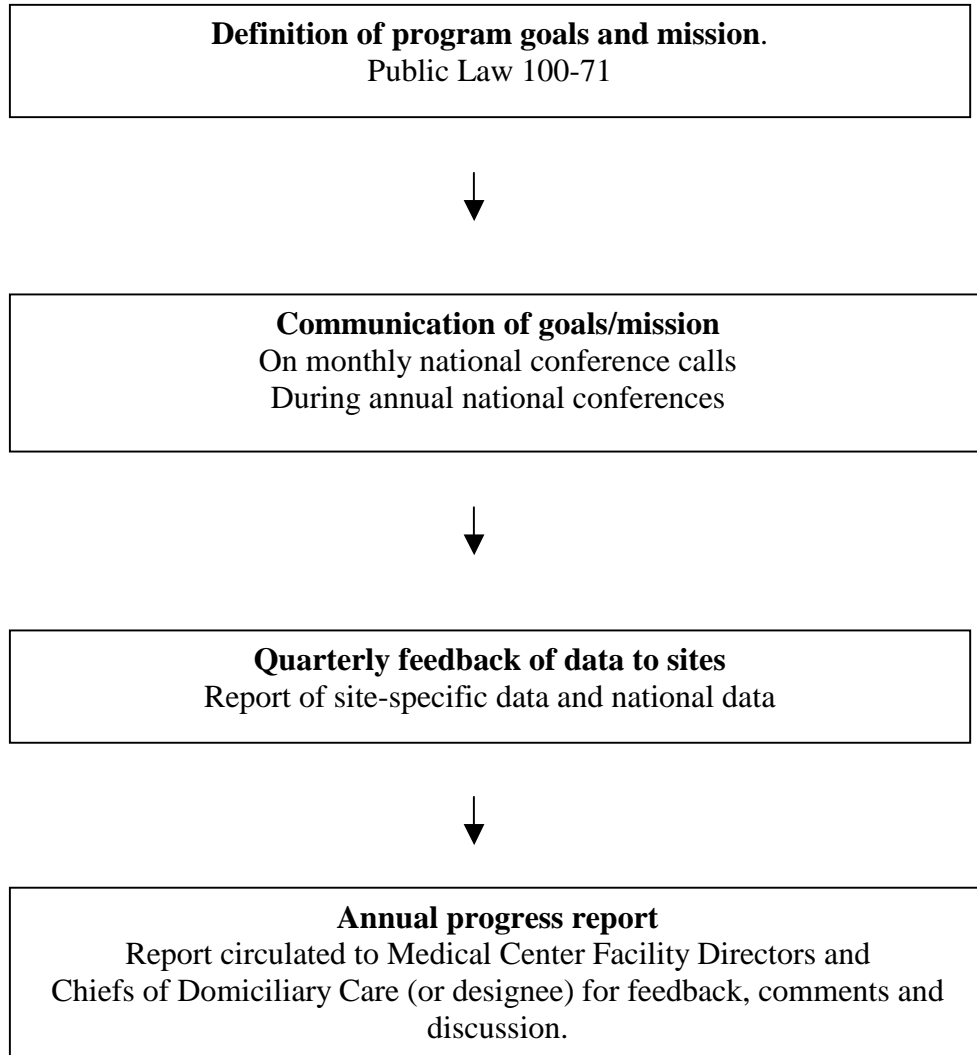 Definition of program goals and mission.
Public Law 100-71
Communication of goals/mission
On monthly national conference calls
During annual national conferences
Quarterly feedback of data to sites
Report of site-specific data and national data
Annual progress report
Report circulated to Medical Center Facility Directors and
Chiefs of Domiciliary Care (or designee) for feedback, comments and
discussion.